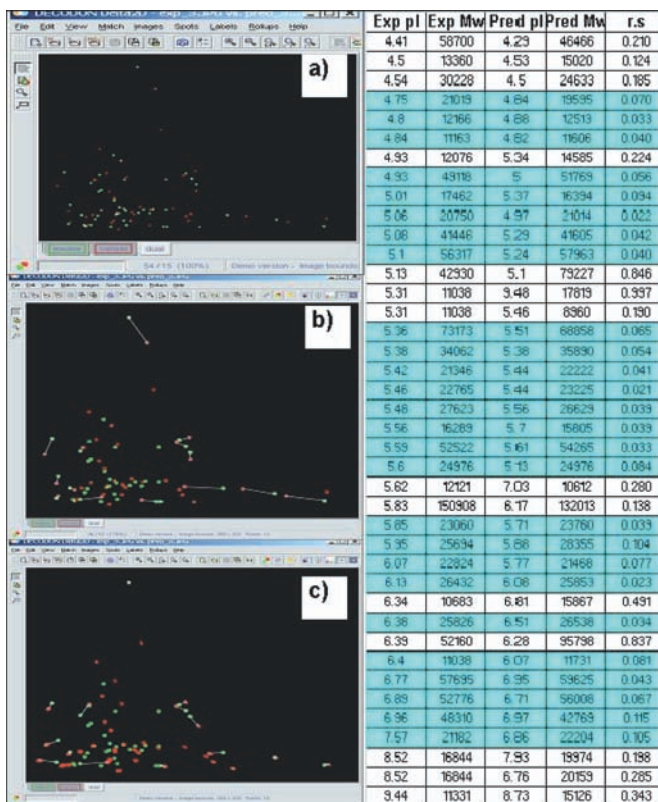 DECODON Delta2D
File Edit View Match Images Spots Labels Rollups Help
a)
54 / 15 (100%) Demo version - Image bounds
b)
c)
Exp pI Exp Mw Pred pI Pred Mw r.s
4.41 58700 4.29 46466 0.210
4.5 13360 4.53 15020 0.124
4.54 30228 4.5 24633 0.185
4.75 21019 4.64 19595 0.070
4.8 12166 4.88 12513 0.033
4.84 11163 4.82 11606 0.040
4.93 12076 5.34 14585 0.224
4.93 49118 5 51769 0.056
5.01 17462 5.37 16394 0.094
5.06 20750 4.97 21014 0.022
5.08 41446 5.29 41605 0.042
5.1 56317 5.24 57963 0.040
5.13 42930 5.1 79227 0.846
5.31 11038 9.48 17819 0.997
5.31 11038 5.46 8960 0.190
5.36 73173 5.51 68858 0.065
5.38 34062 5.38 35890 0.054
5.42 21346 5.44 22222 0.041
5.46 22765 5.44 23225 0.021
5.48 27623 5.56 26629 0.039
5.56 16289 5.7 15805 0.039
5.59 52522 5.61 54265 0.033
5.6 24976 5.13 24976 0.084
5.62 12121 7.03 10612 0.280
5.83 150908 6.17 132013 0.138
5.85 23060 5.71 23760 0.039
5.95 25694 5.88 28355 0.104
6.07 22824 5.77 21468 0.077
6.13 26432 6.08 25853 0.023
6.34 10683 6.81 15867 0.491
6.38 25826 6.51 26538 0.034
6.39 52160 6.28 95798 0.837
6.4 11038 6.07 11731 0.081
6.77 57695 6.95 59625 0.043
6.89 52776 6.71 56008 0.067
6.96 48310 6.97 42769 0.115
7.57 21182 6.86 22204 0.105
8.52 16844 7.93 19974 0.198
8.52 16844 6.76 20159 0.285
9.44 11331 8.73 15126 0.343